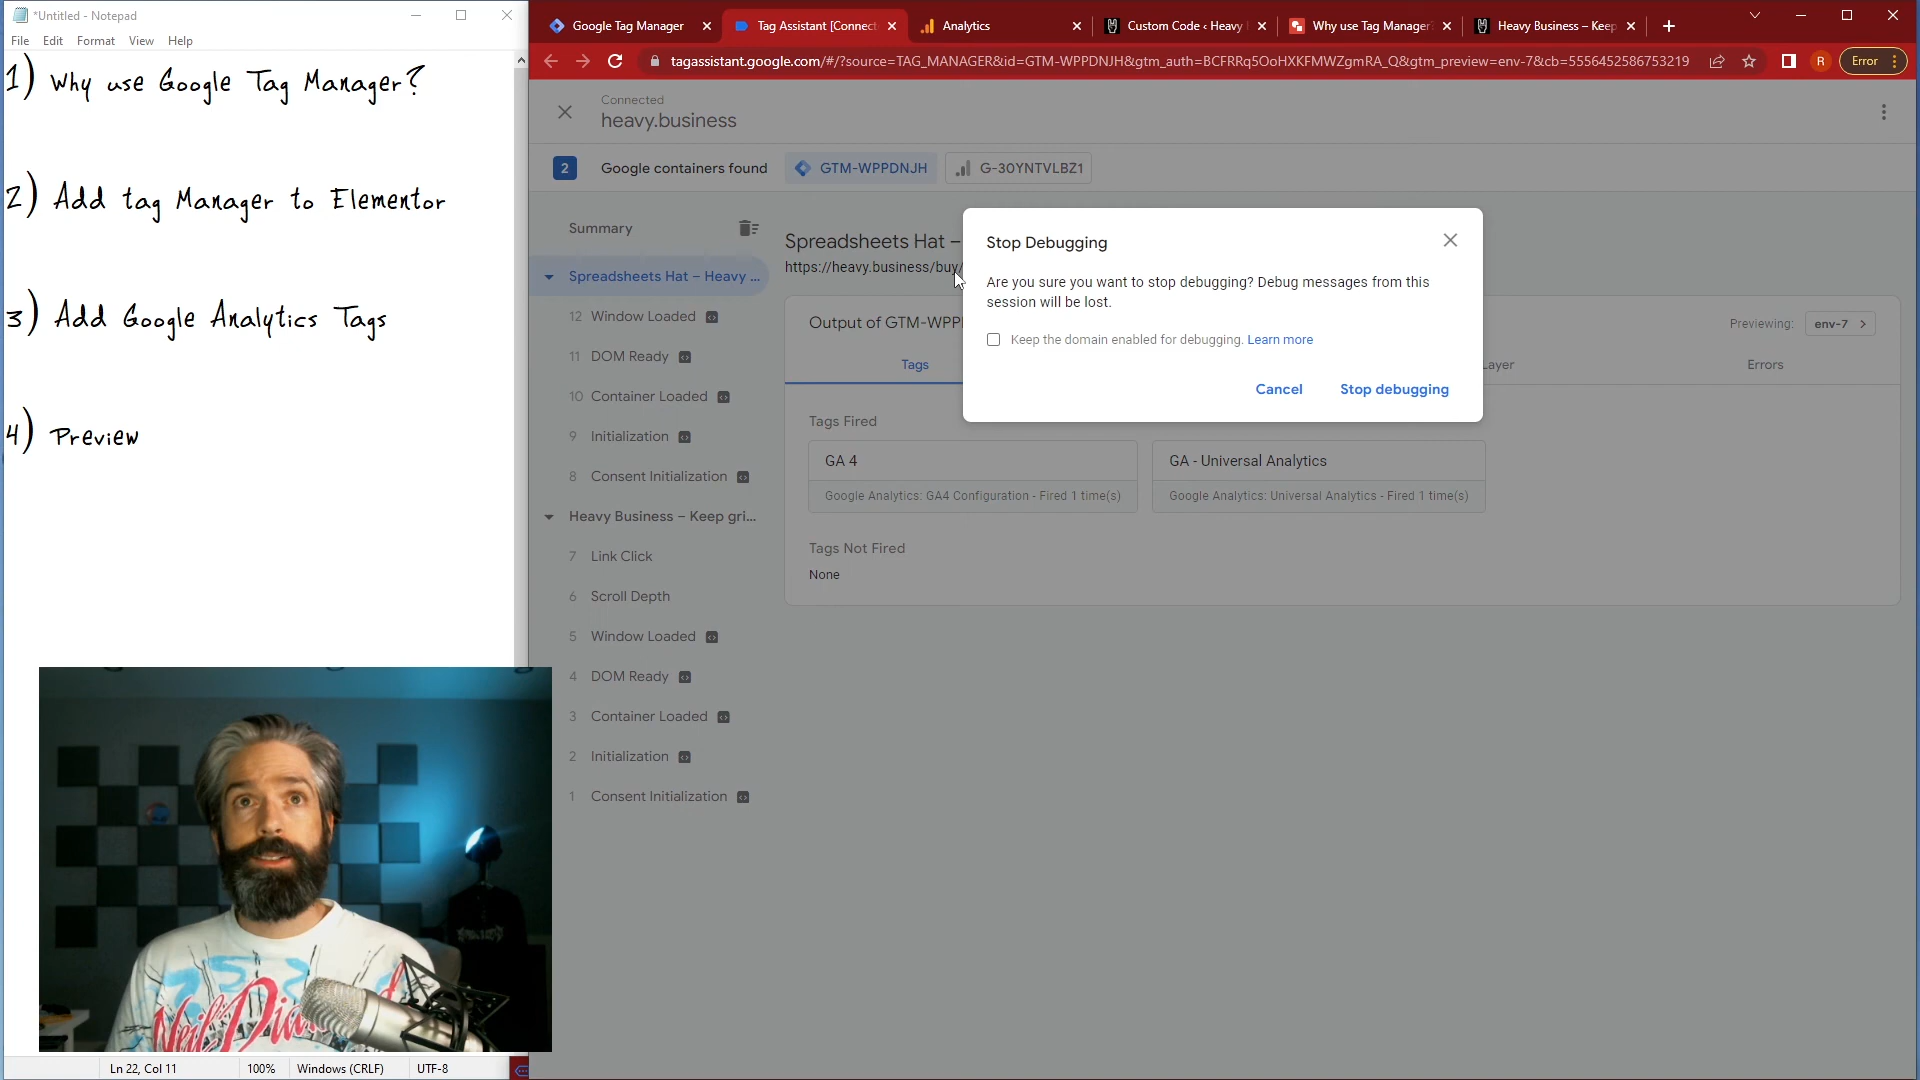 *Untitled - Notepad
File Edit Format View Help
1) Why use Google Tag Manager?
2) Add tag Manager to Elementor
3) Add Google Analytics Tags
4) Preview
Ln 22, Col 11 100% Windows (CRLF) UTF-8
Google Tag Manager
Tag Assistant [Connect
Analytics
Custom Code ‹ Heavy
Why use Tag Manager
Heavy Business – Keep
tagassistant.google.com/#/?source=TAG_MANAGER&id=GTM-WPPDNJH&gtm_auth=BCFRRq5OoHXKFMWZgmRA_Q&gtm_preview=env-7&cb=5556452586753219
R
Error
Connected
heavy.business
2 Google containers found GTM-WPPDNJH G-30YNTVLBZ1
Summary
Spreadsheets Hat – Heavy ...
12 Window Loaded
11 DOM Ready
10 Container Loaded
9 Initialization
8 Consent Initialization
Heavy Business – Keep gri...
7 Link Click
6 Scroll Depth
5 Window Loaded
4 DOM Ready
3 Container Loaded
2 Initialization
1 Consent Initialization
Spreadsheets Hat –
https://heavy.business/buy/
Output of GTM-WPP
Previewing: env-7
Tags
Layer
Errors
Tags Fired
GA 4
Google Analytics: GA4 Configuration - Fired 1 time(s)
GA - Universal Analytics
Google Analytics: Universal Analytics - Fired 1 time(s)
Tags Not Fired
None
Stop Debugging
Are you sure you want to stop debugging? Debug messages from this
session will be lost.
Keep the domain enabled for debugging. Learn more
Cancel Stop debugging
Neil Diam